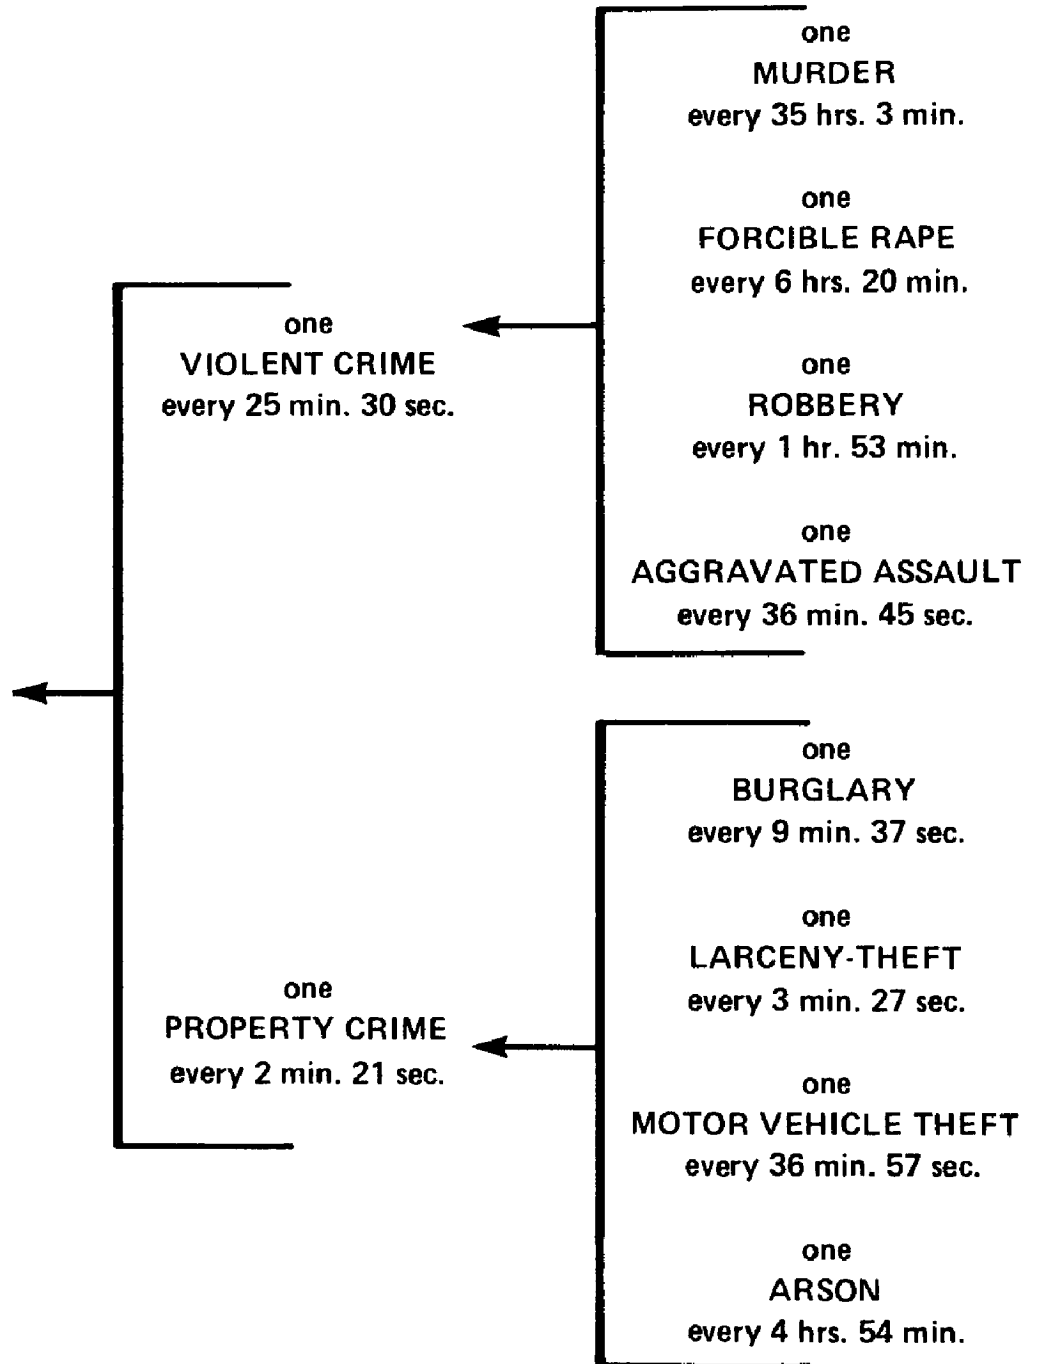 one
VIOLENT CRIME
every 25 min. 30 sec.
one
PROPERTY CRIME
every 2 min. 21 sec.
one
MURDER
every 35 hrs. 3 min.
one
FORCIBLE RAPE
every 6 hrs. 20 min.
one
ROBBERY
every 1 hr. 53 min.
one
AGGRAVATED ASSAULT
every 36 min. 45 sec.
one
BURGLARY
every 9 min. 37 sec.
one
LARCENY-THEFT
every 3 min. 27 sec.
one
MOTOR VEHICLE THEFT
every 36 min. 57 sec.
one
ARSON
every 4 hrs. 54 min.